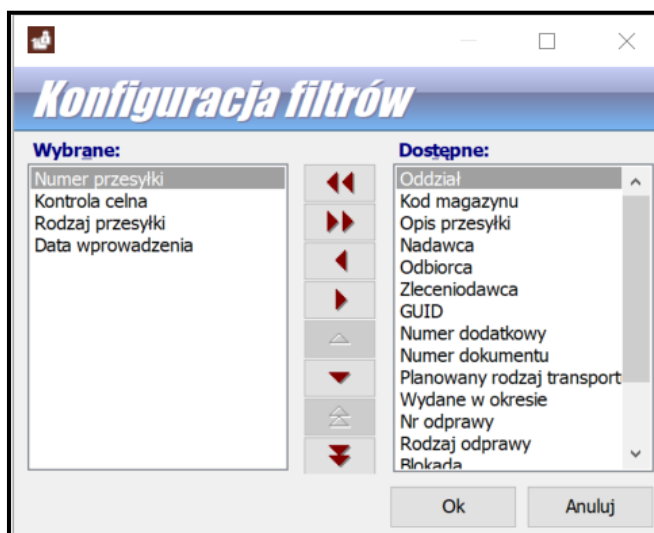 Konfiguracja filtrów
Wybrane:
Numer przesyłki
Kontrola celna
Rodzaj przesyłki
Data wprowadzenia
Dostępne:
Oddział
Kod magazynu
Opis przesyłki
Nadawca
Odbiorca
Zleceniodawca
GUID
Numer dodatkowy
Numer dokumentu
Planowany rodzaj transport
Wydane w okresie
Nr odprawy
Rodzaj odprawy
Blokada
Ok
Anuluj